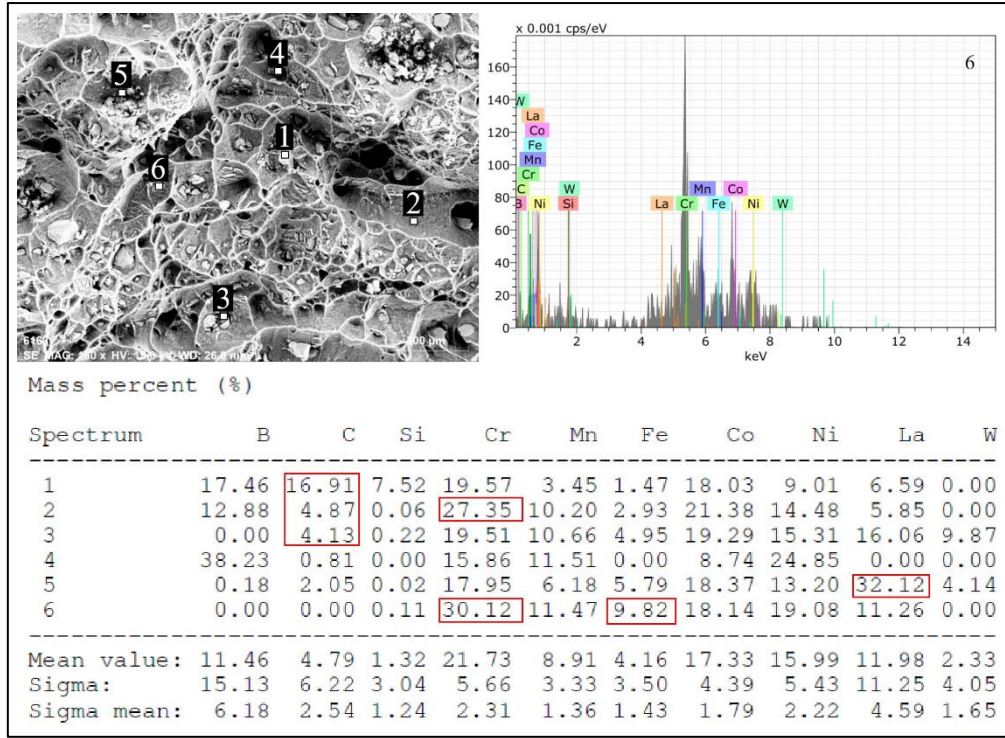 4
5
1
6
2
3
SE MAG: 100 x HV: WD: 26.
x 0.001 cps/eV
6
160
140
120
100
80
60
40
20
0
W
La
Co
Fe
Mn
Cr
C W Mn Co
B Ni Si La Cr Fe Ni W
2 4 6 8 10 12 14
keV
Mass percent (%)
Spectrum B C Si Cr Mn Fe Co Ni La W
1 17.46 16.91 7.52 19.57 3.45 1.47 18.03 9.01 6.59 0.00
2 12.88 4.87 0.06 27.35 10.20 2.93 21.38 14.48 5.85 0.00
3 0.00 4.13 0.22 19.51 10.66 4.95 19.29 15.31 16.06 9.87
4 38.23 0.81 0.00 15.86 11.51 0.00 8.74 24.85 0.00 0.00
5 0.18 2.05 0.02 17.95 6.18 5.79 18.37 13.20 32.12 4.14
6 0.00 0.00 0.11 30.12 11.47 9.82 18.14 19.08 11.26 0.00
Mean value: 11.46 4.79 1.32 21.73 8.91 4.16 17.33 15.99 11.98 2.33
Sigma: 15.13 6.22 3.04 5.66 3.33 3.50 4.39 5.43 11.25 4.05
Sigma mean: 6.18 2.54 1.24 2.31 1.36 1.43 1.79 2.22 4.59 1.65